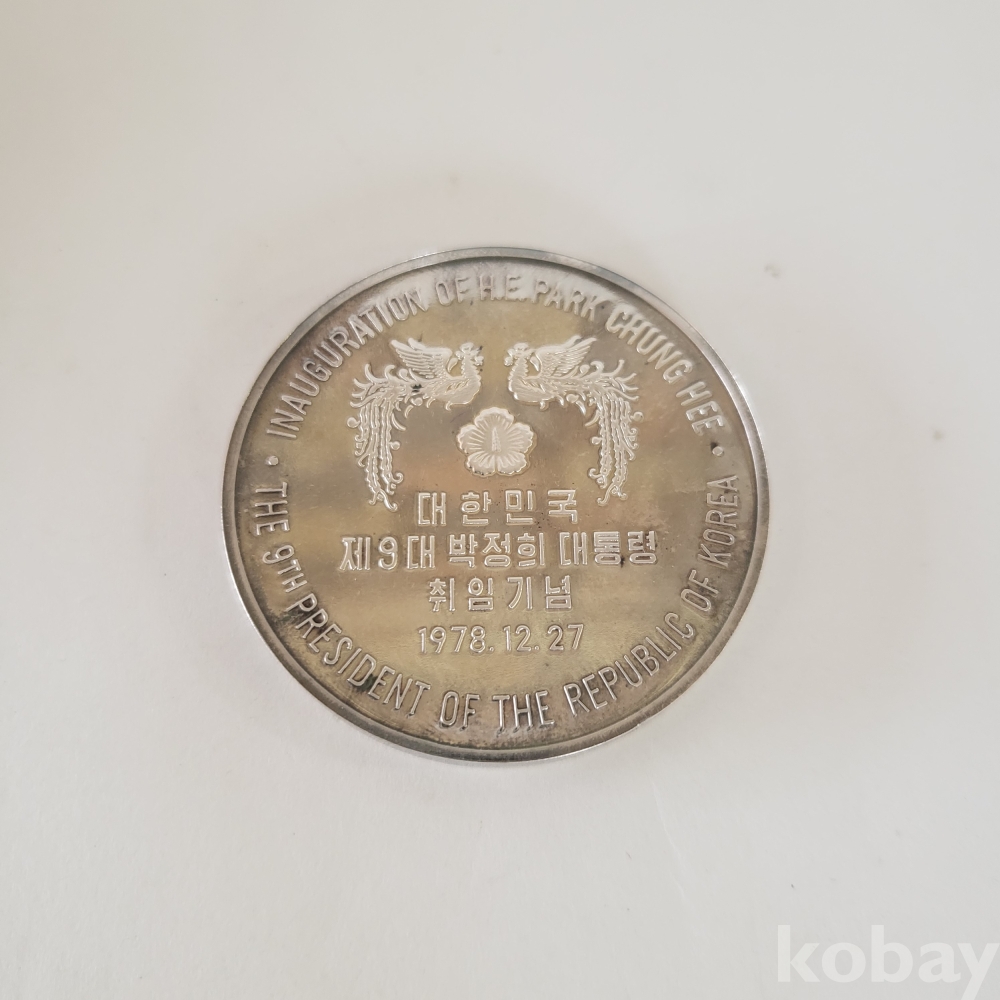 INAUGURATION OF H.E. PARK CHUNG HEE
대한민국
제9대 박정희 대통령
취임기념
1978.12.27
THE 9TH PRESIDENT OF THE REPUBLIC OF KOREA
kobay